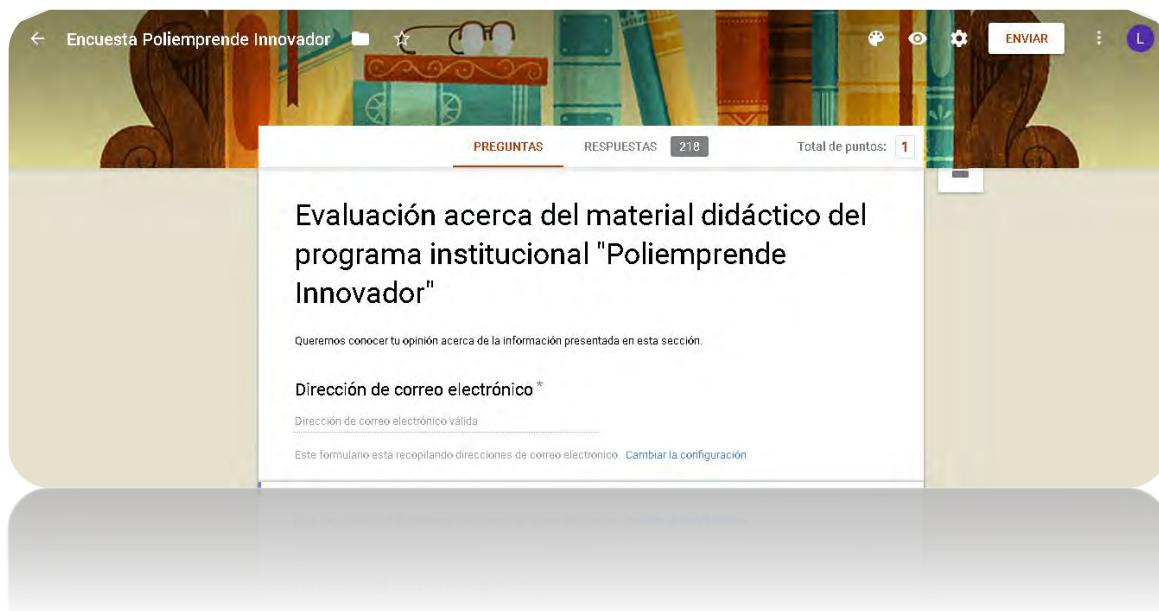 Encuesta Poliemprende Innovador
ENVIAR
L
PREGUNTAS
RESPUESTAS 218
Total de puntos: 1
Evaluación acerca del material didáctico del
programa institucional "Poliemprende
Innovador"
Queremos conocer tu opinión acerca de la información presentada en esta sección.
Dirección de correo electrónico *
Dirección de correo electrónico válida
Este formulario está recopilando direcciones de correo electrónico. Cambiar la configuración